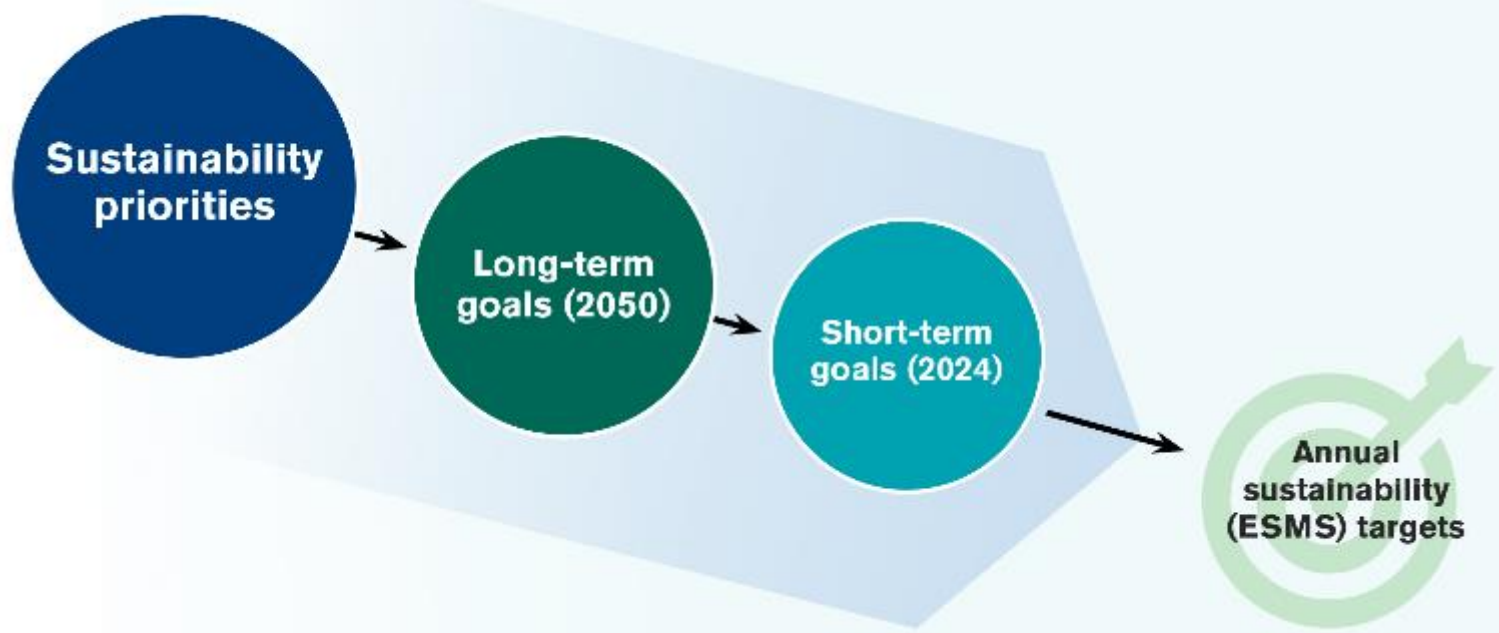 Sustainability
priorities
Long-term
goals (2050)
Short-term
goals (2024)
Annual
sustainability
(ESMS) targets